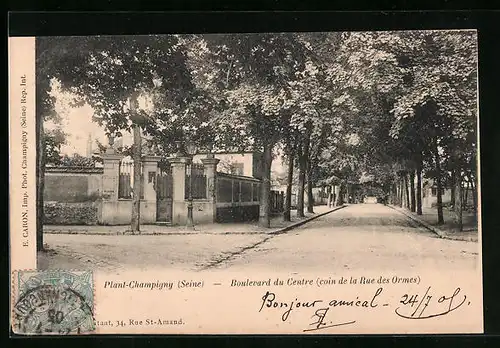 E. CARON, Imp. Phot. Champigny (Seine) Rep. Int.
Plant-Champigny (Seine) — Boulevard du Centre (coin de la Rue des Ormes)
Bonjour amical
24/7/05
taat, 34, Rue St-Amand.